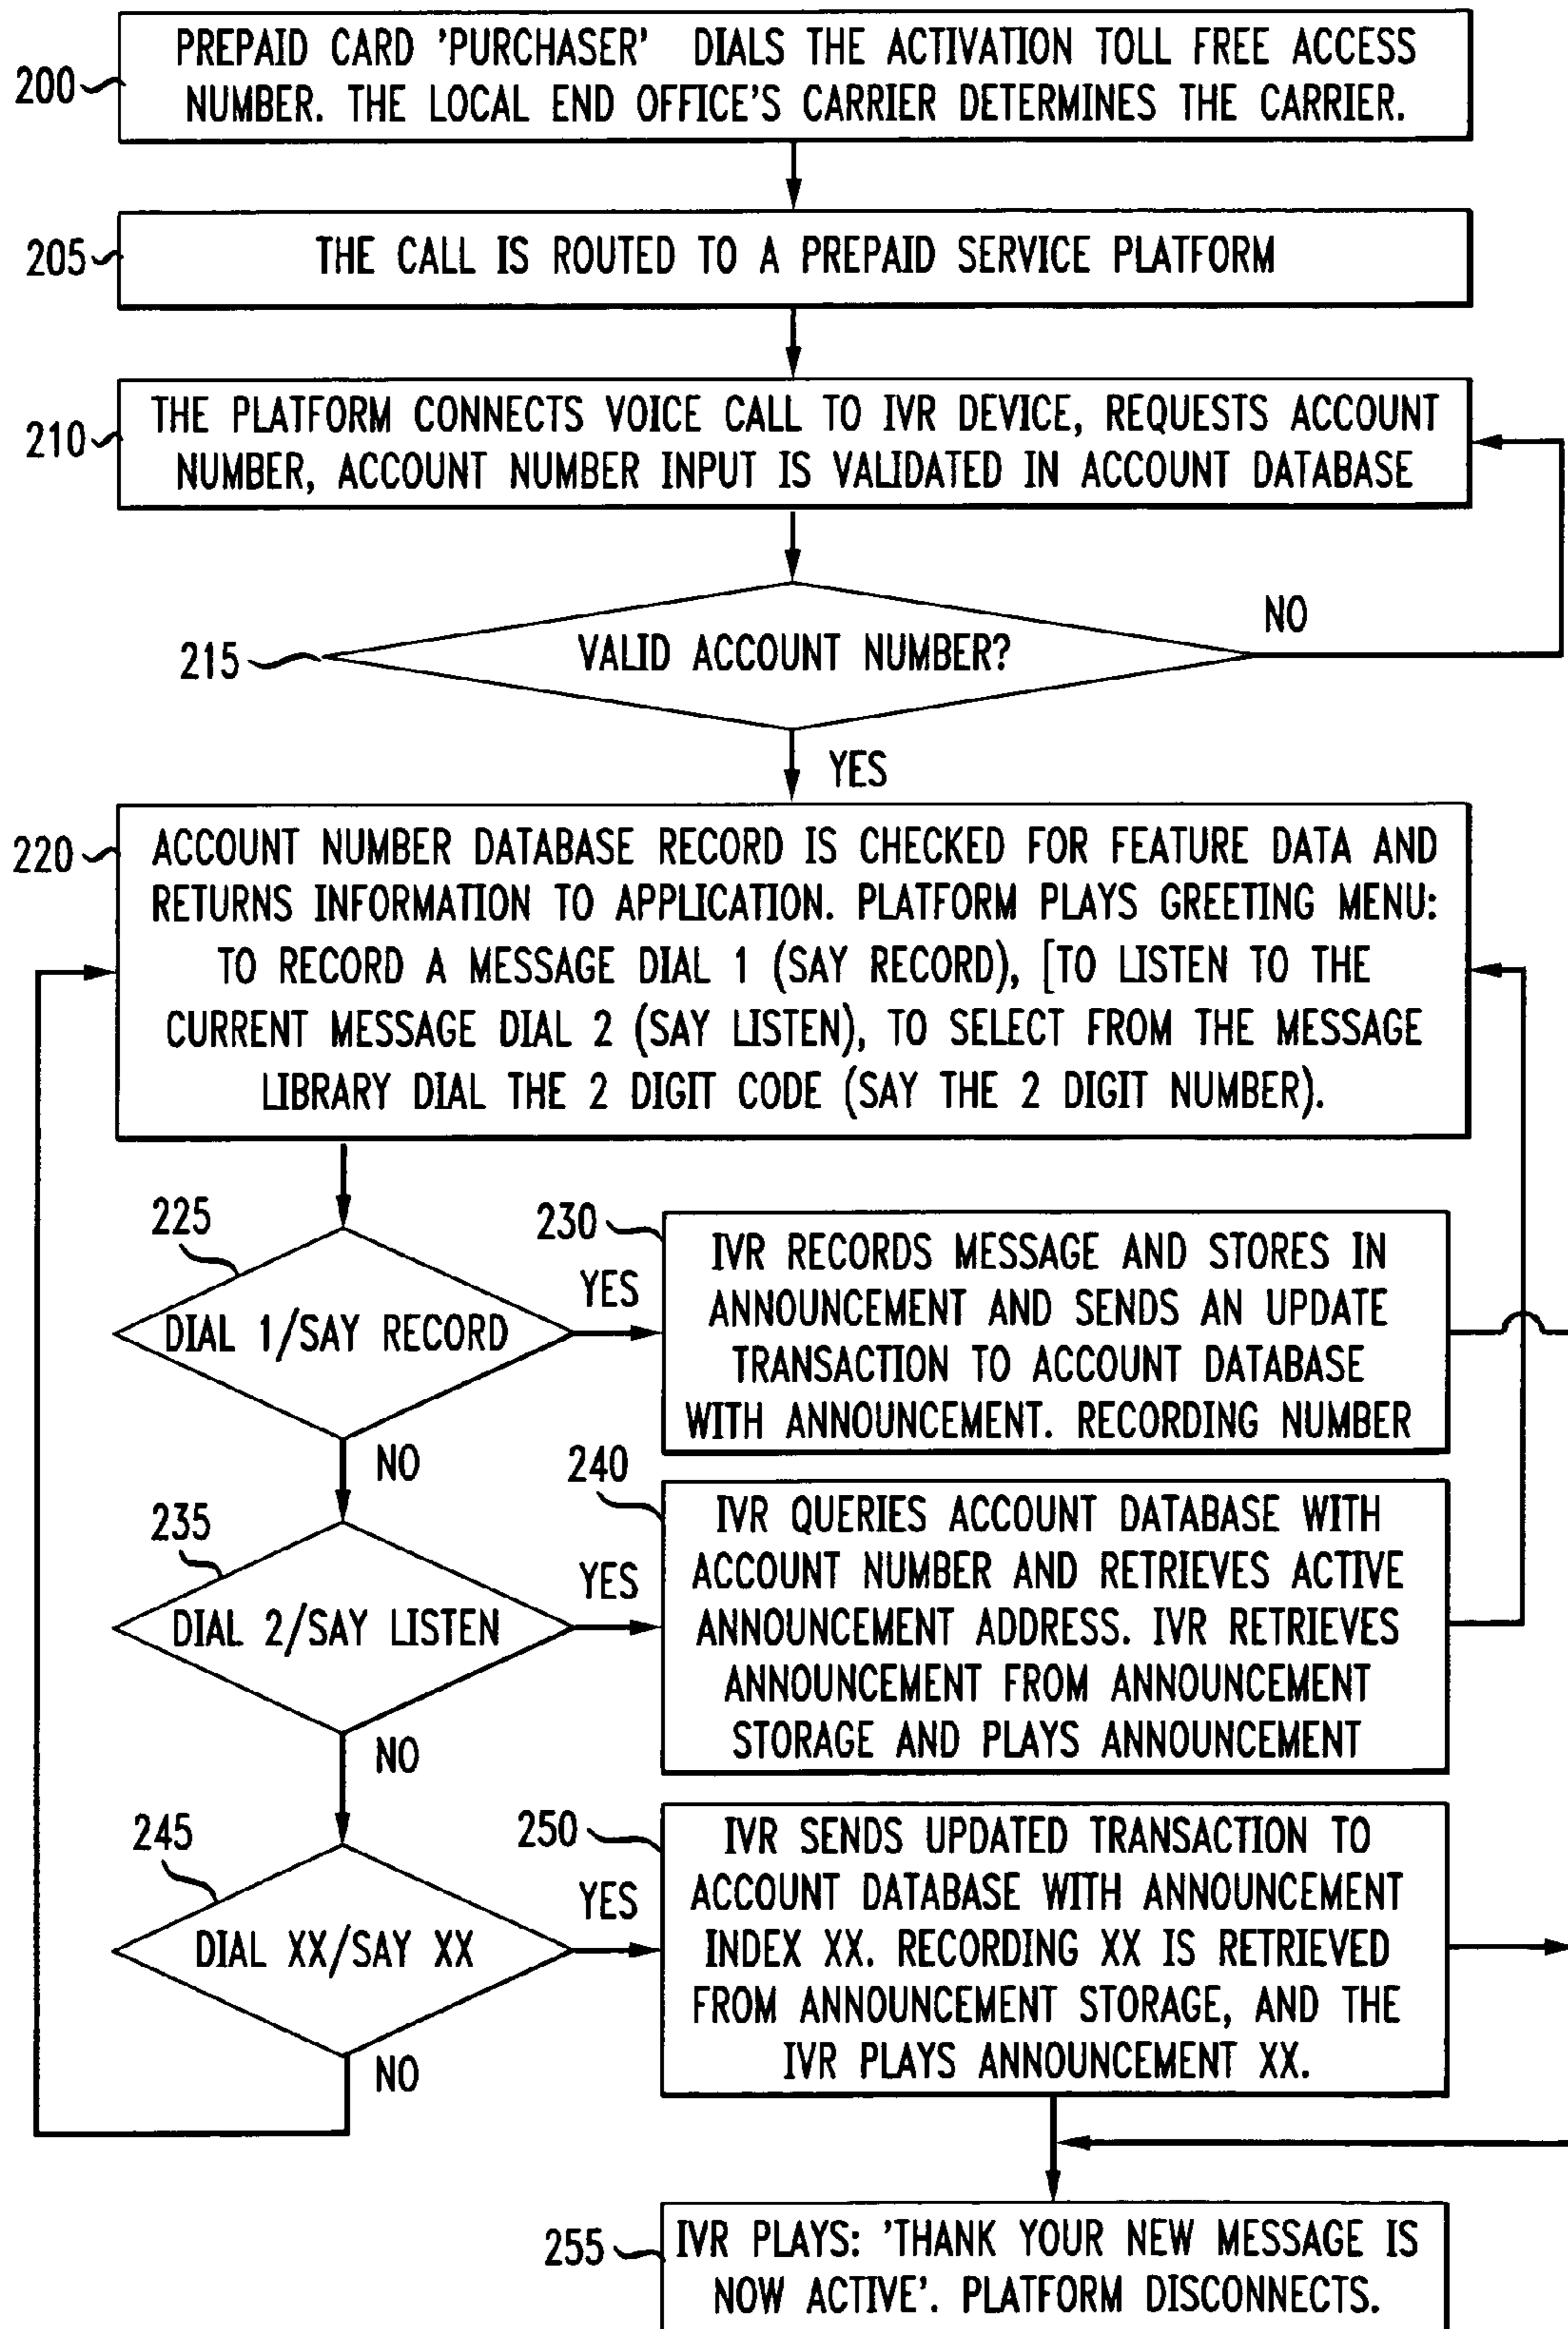 200
PREPAID CARD 'PURCHASER' DIALS THE ACTIVATION TOLL FREE ACCESS
NUMBER. THE LOCAL END OFFICE'S CARRIER DETERMINES THE CARRIER.
205
THE CALL IS ROUTED TO A PREPAID SERVICE PLATFORM
210
THE PLATFORM CONNECTS VOICE CALL TO IVR DEVICE, REQUESTS ACCOUNT
NUMBER, ACCOUNT NUMBER INPUT IS VALIDATED IN ACCOUNT DATABASE
215
VALID ACCOUNT NUMBER?
NO
YES
220
ACCOUNT NUMBER DATABASE RECORD IS CHECKED FOR FEATURE DATA AND
RETURNS INFORMATION TO APPLICATION. PLATFORM PLAYS GREETING MENU:
TO RECORD A MESSAGE DIAL 1 (SAY RECORD), [TO LISTEN TO THE
CURRENT MESSAGE DIAL 2 (SAY LISTEN), TO SELECT FROM THE MESSAGE
LIBRARY DIAL THE 2 DIGIT CODE (SAY THE 2 DIGIT NUMBER).
225
DIAL 1/SAY RECORD
YES
NO
230
IVR RECORDS MESSAGE AND STORES IN
ANNOUNCEMENT AND SENDS AN UPDATE
TRANSACTION TO ACCOUNT DATABASE
WITH ANNOUNCEMENT. RECORDING NUMBER
235
DIAL 2/SAY LISTEN
YES
NO
240
IVR QUERIES ACCOUNT DATABASE WITH
ACCOUNT NUMBER AND RETRIEVES ACTIVE
ANNOUNCEMENT ADDRESS. IVR RETRIEVES
ANNOUNCEMENT FROM ANNOUNCEMENT
STORAGE AND PLAYS ANNOUNCEMENT
245
DIAL XX/SAY XX
YES
NO
250
IVR SENDS UPDATED TRANSACTION TO
ACCOUNT DATABASE WITH ANNOUNCEMENT
INDEX XX. RECORDING XX IS RETRIEVED
FROM ANNOUNCEMENT STORAGE, AND THE
IVR PLAYS ANNOUNCEMENT XX.
255
IVR PLAYS: 'THANK YOUR NEW MESSAGE IS
NOW ACTIVE'. PLATFORM DISCONNECTS.